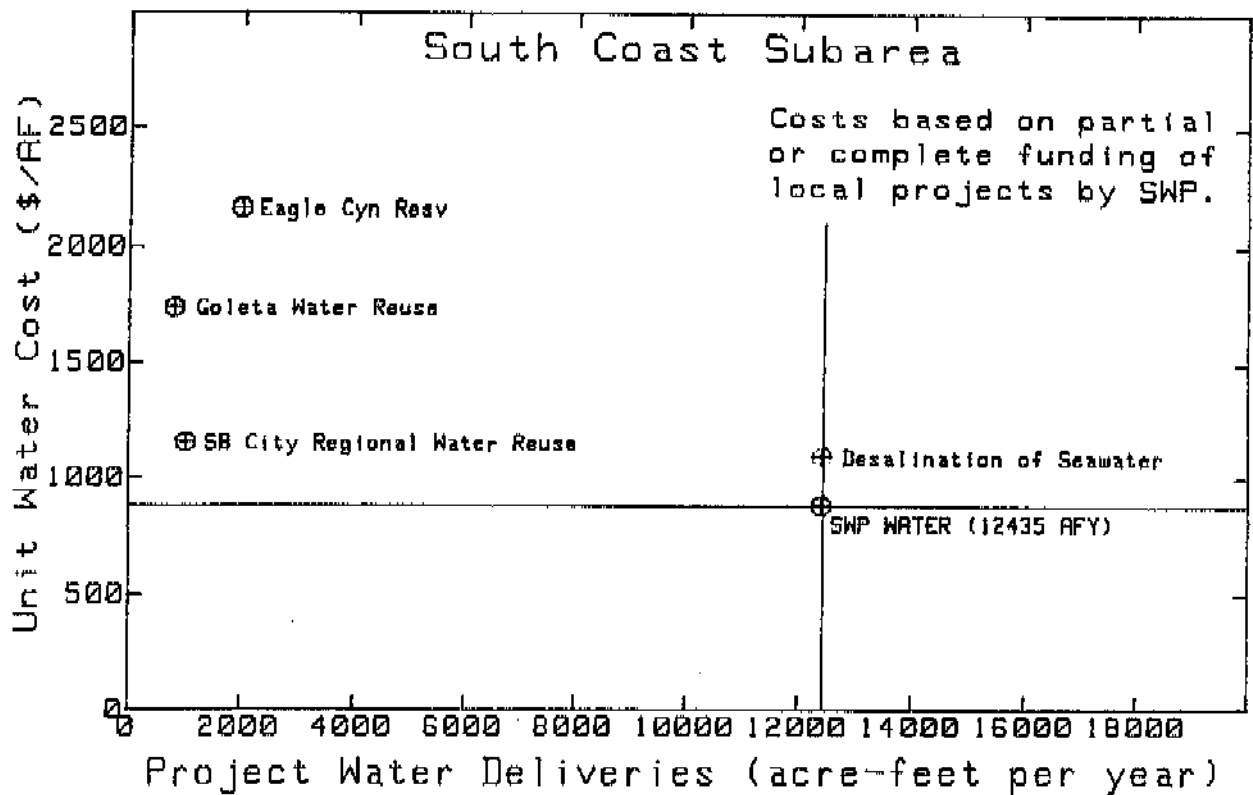 South Coast Subarea
Costs based on partial
or complete funding of
local projects by SWP.
Unit Water Cost ($/AF)
2500
2000
1500
1000
500
0
Eagle Cyn Resv
Goleta Water Reuse
SB City Regional Water Reuse
Desalination of Seawater
SWP WATER (12435 AFY)
0 2000 4000 6000 8000 10000 12000 14000 16000 18000
Project Water Deliveries (acre-feet per year)